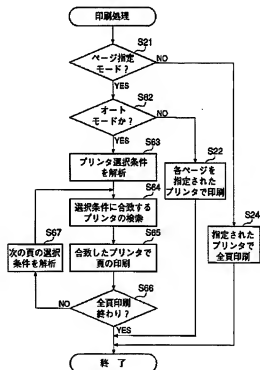 印刷処理
S21
ページ指定
モード?
NO
YES
S62
オート
モードか?
NO
YES
S63
プリンタ選択条件
を解析
S22
各ページを
指定された
プリンタで印刷
S64
選択条件に合致する
プリンタの検索
S67
次の頁の選択
条件を解析
S65
合致したプリンタで
頁の印刷
S24
指定された
プリンタで
全頁印刷
S66
全頁印刷
終わり?
NO
YES
終了